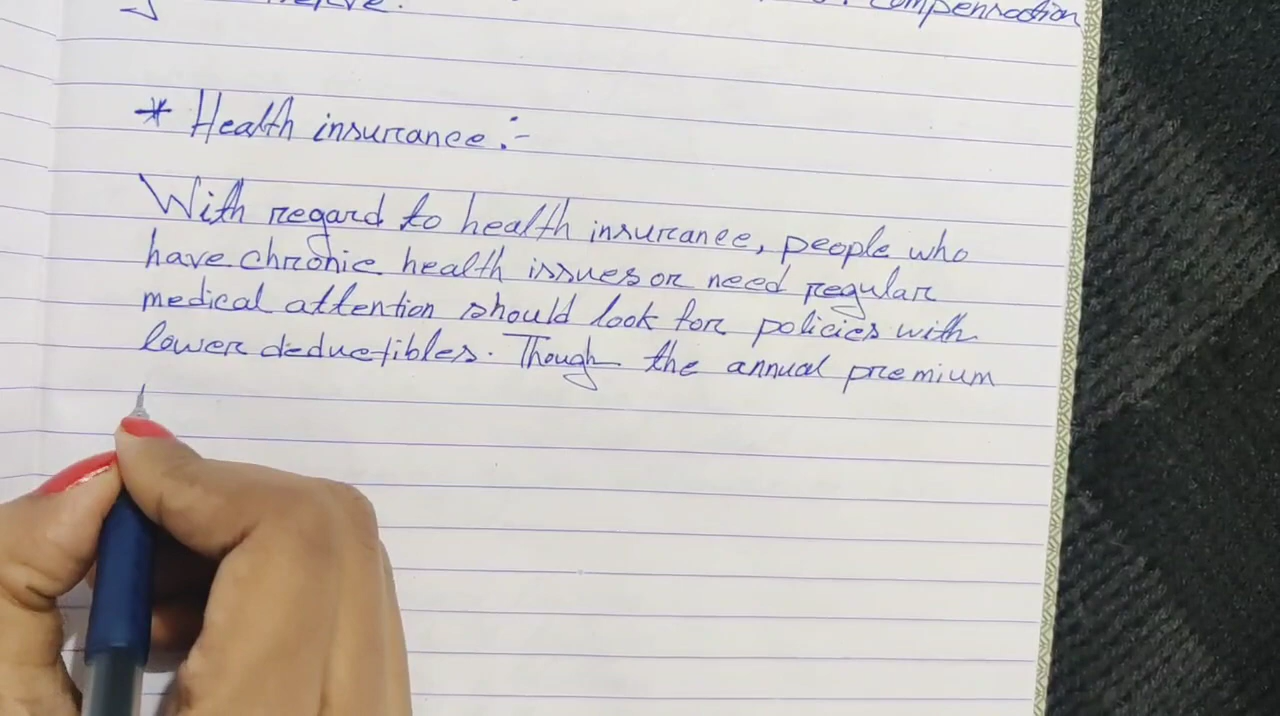 compensation
* Health insurance :-
With regard to health insurance, people who
have chronic health issues or need regular
medical attention should look for policies with
lower deductibles. Though the annual premium